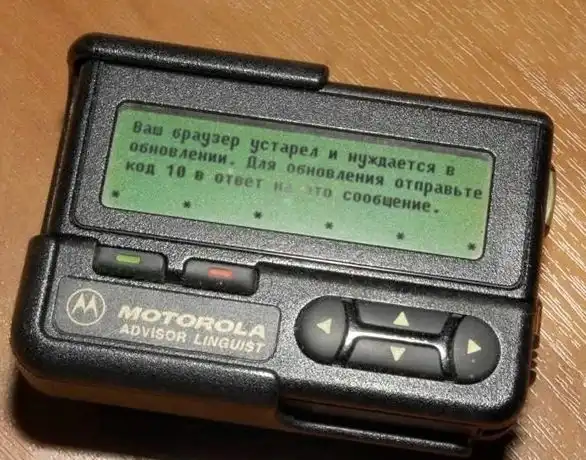 Ваш браузер устарел и нуждается в
обновлении. Для обновления отправьте
код 10 в ответ на это сообщение.
* * * * * *
MOTOROLA
ADVISOR LINGUIST